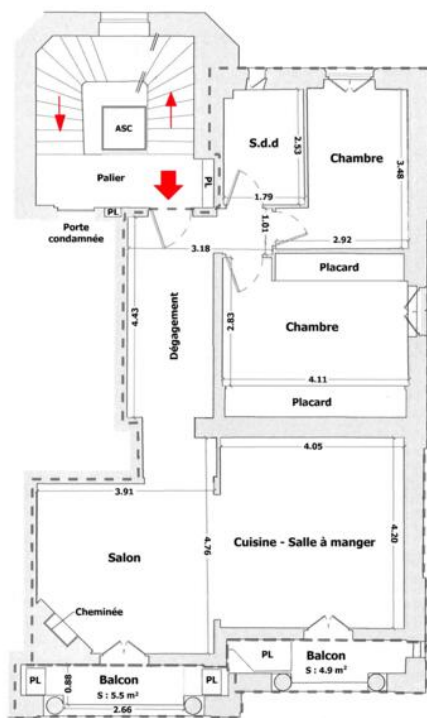 ASC
Palier
PL
PL
Porte
condamnée
S.d.d
2.53
1.79
Chambre
3.48
2.92
1.01
3.18
Dégagement
4.43
Placard
Chambre
2.83
4.11
Placard
4.05
3.91
4.76
Salon
Cuisine - Salle à manger
4.20
Cheminée
PL
0.88
Balcon
S : 5.5 m²
2.66
PL
PL
Balcon
S : 4.9 m²